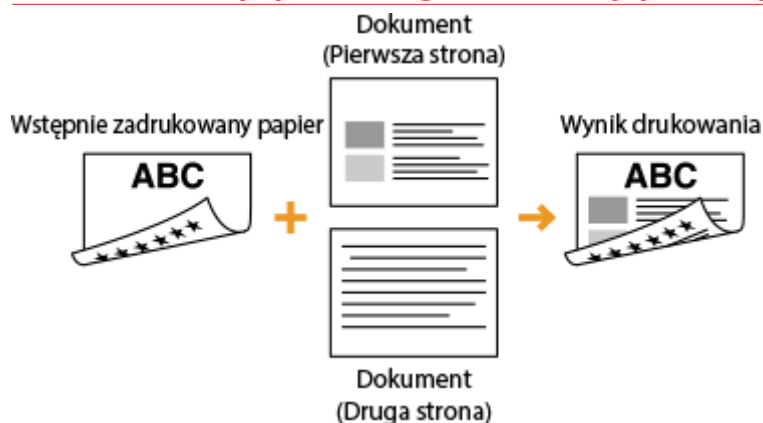 Dokument
(Pierwsza strona)
Wstępnie zadrukowany papier
Wynik drukowania
ABC
ABC
Dokument
(Druga strona)